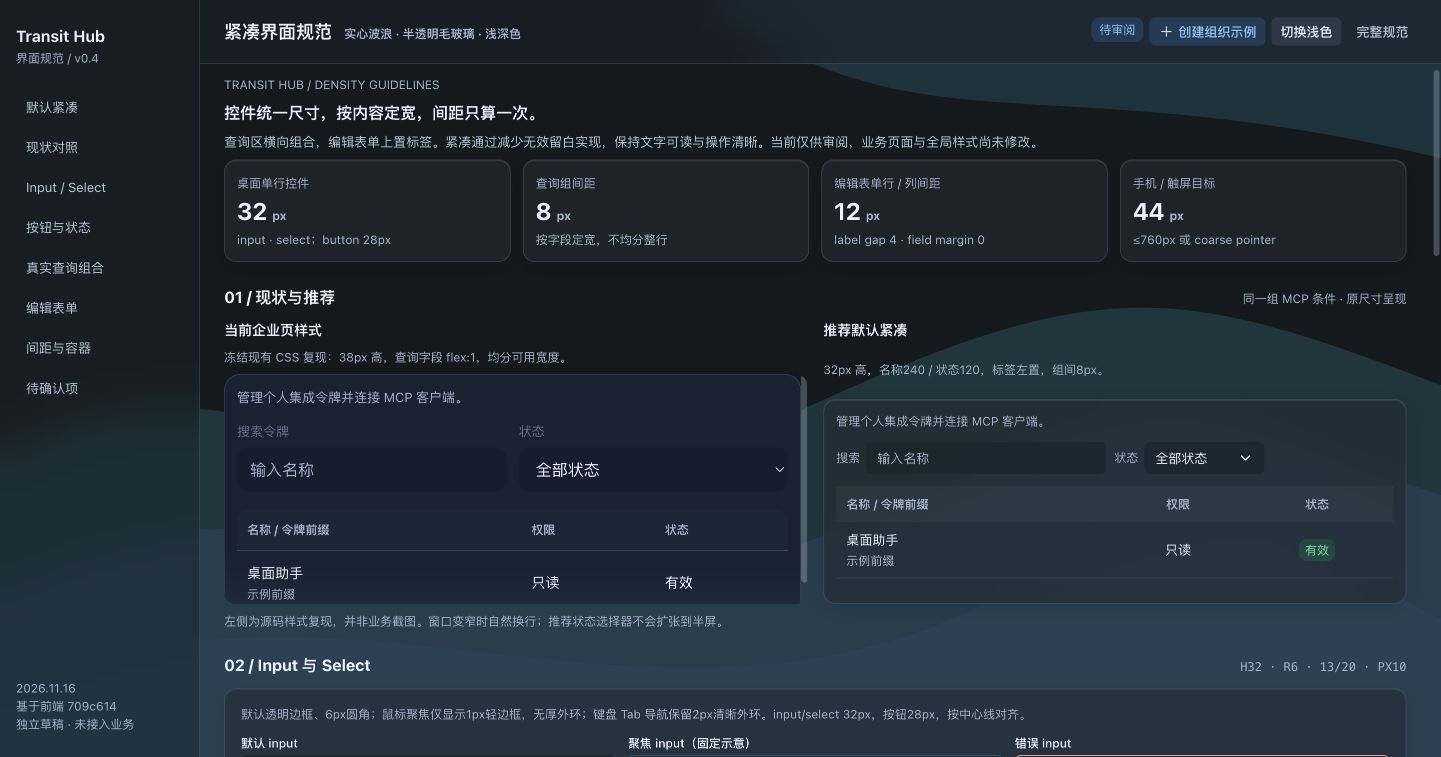 Transit Hub
界面规范 / v0.4
默认紧凑
现状对照
Input / Select
按钮与状态
真实查询组合
编辑表单
间距与容器
待确认项
2026.11.16
基于前端 709c614
独立草稿 · 未接入业务
紧凑界面规范 实心波浪 · 半透明毛玻璃 · 浅深色
待审阅
＋ 创建组织示例
切换浅色
完整规范
TRANSIT HUB / DENSITY GUIDELINES
控件统一尺寸，按内容定宽，间距只算一次。
查询区横向组合，编辑表单上置标签。紧凑通过减少无效留白实现，保持文字可读与操作清晰。当前仅供审阅，业务页面与全局样式尚未修改。
桌面单行控件
32 px
input · select；button 28px
查询组间距
8 px
按字段定宽，不均分整行
编辑表单行 / 列间距
12 px
label gap 4 · field margin 0
手机 / 触屏目标
44 px
≤760px 或 coarse pointer
01 / 现状与推荐
同一组 MCP 条件 · 原尺寸呈现
当前企业页样式
冻结现有 CSS 复现：38px 高，查询字段 flex:1，均分可用宽度。
管理个人集成令牌并连接 MCP 客户端。
搜索令牌 状态
输入名称 全部状态
名称 / 令牌前缀 权限 状态
桌面助手
示例前缀
只读 有效
推荐默认紧凑
32px 高，名称240 / 状态120，标签左置，组间8px。
管理个人集成令牌并连接 MCP 客户端。
搜索 输入名称 状态 全部状态
名称 / 令牌前缀 权限 状态
桌面助手
示例前缀
只读 有效
左侧为源码样式复现，并非业务截图。窗口变窄时自然换行；推荐状态选择器不会扩张到半屏。
02 / Input 与 Select
H32 · R6 · 13/20 · PX10
默认透明边框、6px圆角；鼠标聚焦仅显示1px轻边框，无厚外环；键盘 Tab 导航保留2px清晰外环。input/select 32px，按钮28px，按中心线对齐。
默认 input 聚焦 input（固定示意） 错误 input